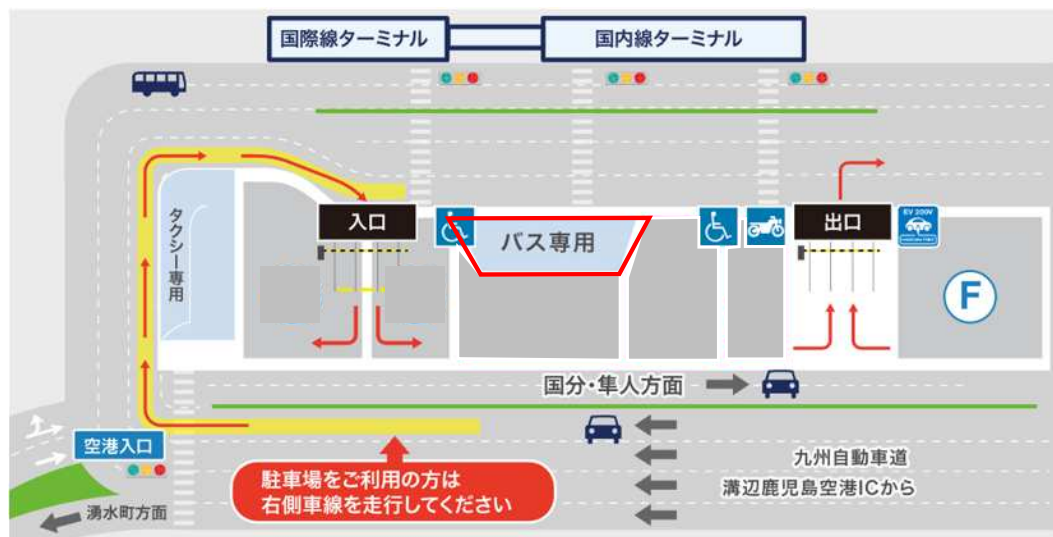 国際線ターミナル
国内線ターミナル
タクシー専用
入口
バス専用
出口
EV 200V
F
国分・隼人方面
空港入口
駐車場をご利用の方は
右側車線を走行してください
九州自動車道
溝辺鹿児島空港ICから
湧水町方面